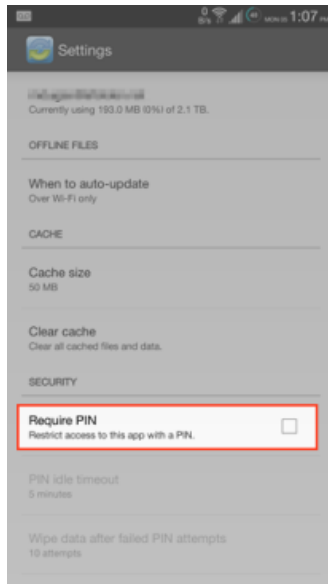 1:07
Settings
Currently using 193.0 MB (0%) of 2.1 TB.
OFFLINE FILES
When to auto-update
Over Wi-Fi only
CACHE
Cache size
50 MB
Clear cache
Clear all cached files and data.
SECURITY
Require PIN
Restrict access to this app with a PIN.
PIN idle timeout
5 minutes
Wipe data after failed PIN attempts
10 attempts